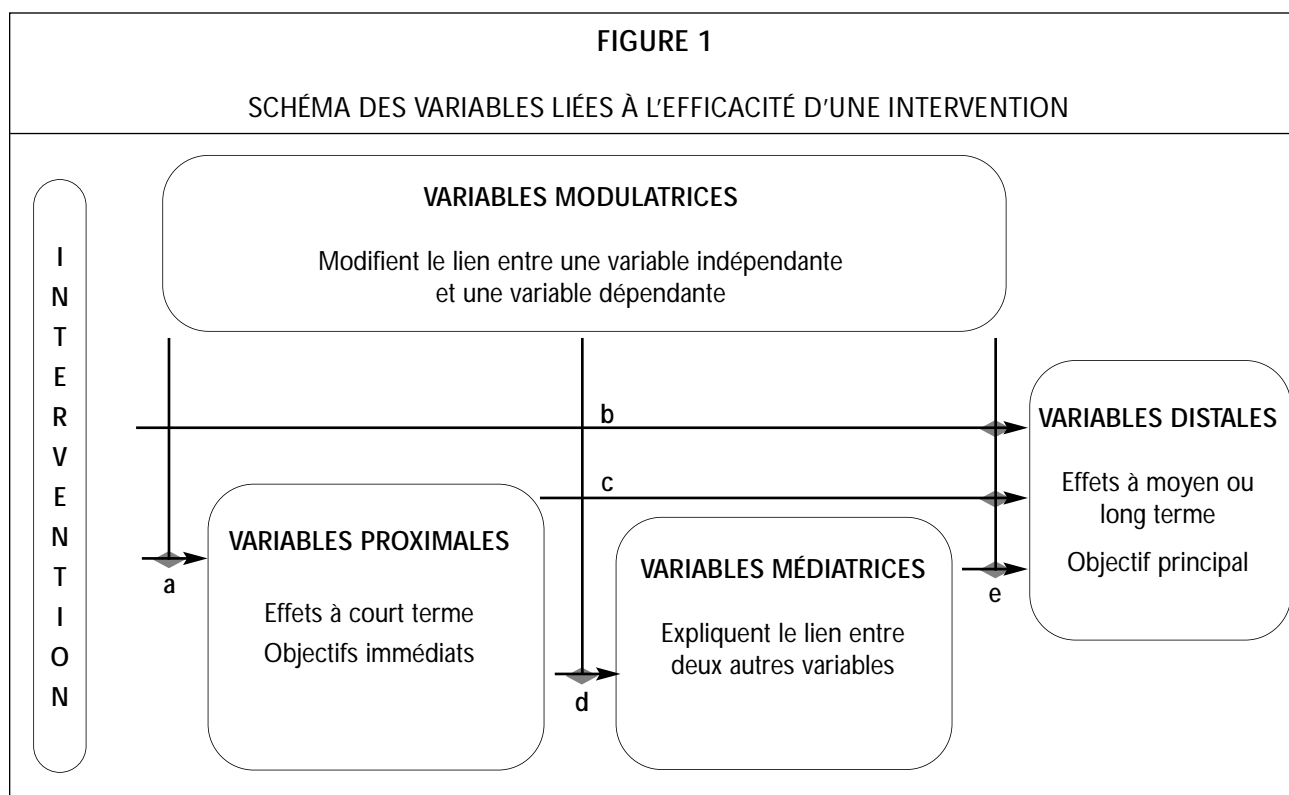 FIGURE 1
SCHÉMA DES VARIABLES LIÉES À L'EFFICACITÉ D'UNE INTERVENTION
I
N
T
E
R
V
E
N
T
I
O
N
VARIABLES MODULATRICES
Modifient le lien entre une variable indépendante
et une variable dépendante
b
c
a
VARIABLES PROXIMALES
Effets à court terme
Objectifs immédiats
d
VARIABLES MÉDIATRICES
Expliquent le lien entre
deux autres variables
e
VARIABLES DISTALES
Effets à moyen ou
long terme
Objectif principal